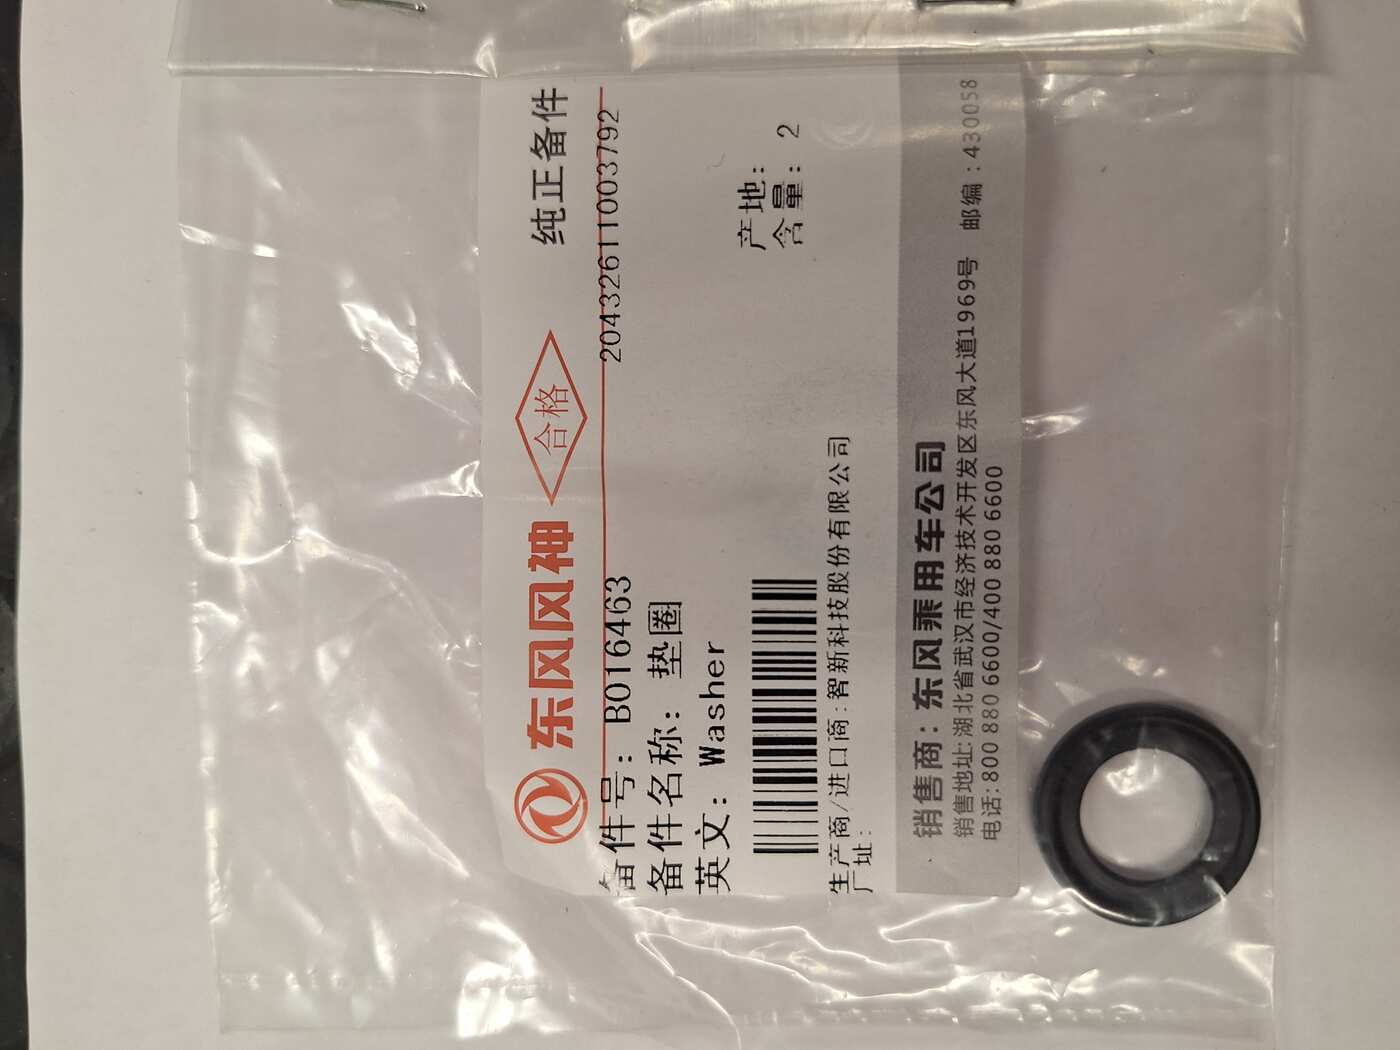 东风风神
合格
纯正备件
备件号: B016463
20432611003792
备件名称: 垫圈
英文: Washer
产地:
含量: 2
生产商/进口商:智新科技股份有限公司
厂址:
销售商: 东风乘用车公司
销售地址:湖北省武汉市经济技术开发区东风大道1969号 邮编:430058
电话:800 880 6600/400 880 6600